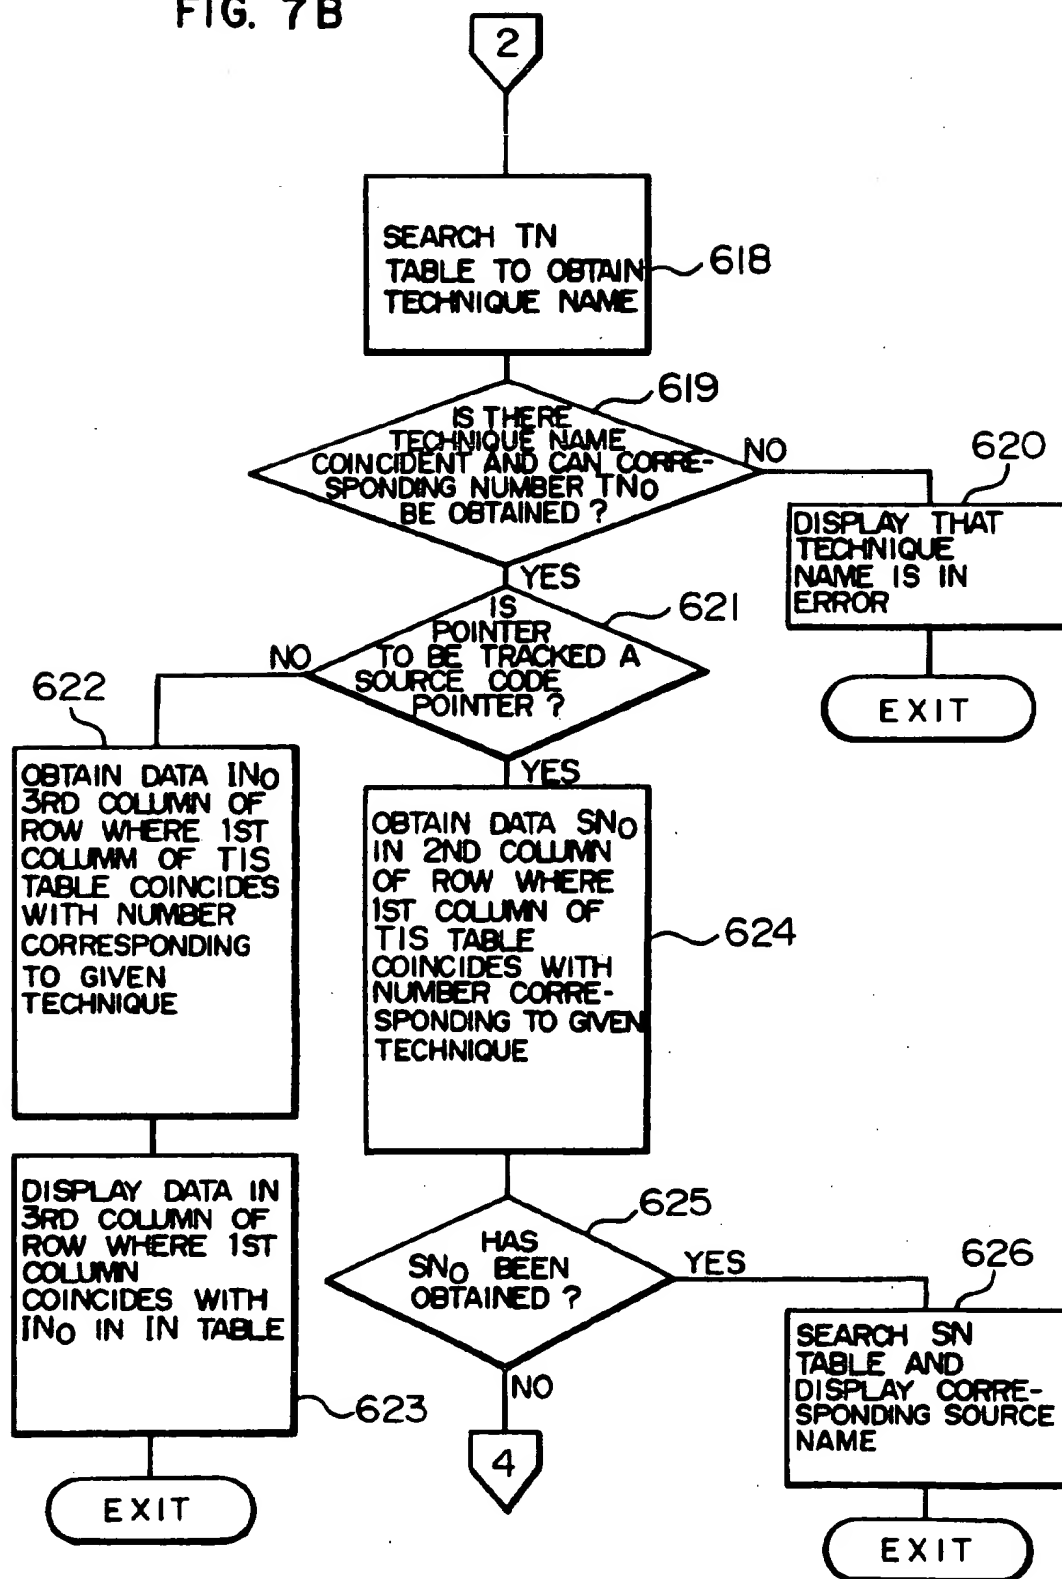 FIG. 7B
2
SEARCH TN
TABLE TO OBTAIN
TECHNIQUE NAME
618
619
IS THERE
TECHNIQUE NAME
COINCIDENT AND CAN CORRE-
SPONDING NUMBER TNO
BE OBTAINED ?
NO
620
DISPLAY THAT
TECHNIQUE
NAME IS IN
ERROR
EXIT
YES
621
IS
POINTER
TO BE TRACKED A
SOURCE CODE
POINTER ?
NO
622
OBTAIN DATA INO
3RD COLUMN OF
ROW WHERE 1ST
COLUMM OF TIS
TABLE COINCIDES
WITH NUMBER
CORRESPONDING
TO GIVEN
TECHNIQUE
YES
OBTAIN DATA SNO
IN 2ND COLUMN
OF ROW WHERE
1ST COLUMN OF
TIS TABLE
COINCIDES WITH
NUMBER CORRE-
SPONDING TO GIVEN
TECHNIQUE
624
DISPLAY DATA IN
3RD COLUMN OF
ROW WHERE 1ST
COLUMN
COINCIDES WITH
INO IN IN TABLE
623
EXIT
625
HAS
SNO BEEN
OBTAINED ?
YES
626
SEARCH SN
TABLE AND
DISPLAY CORRE-
SPONDING SOURCE
NAME
EXIT
NO
4